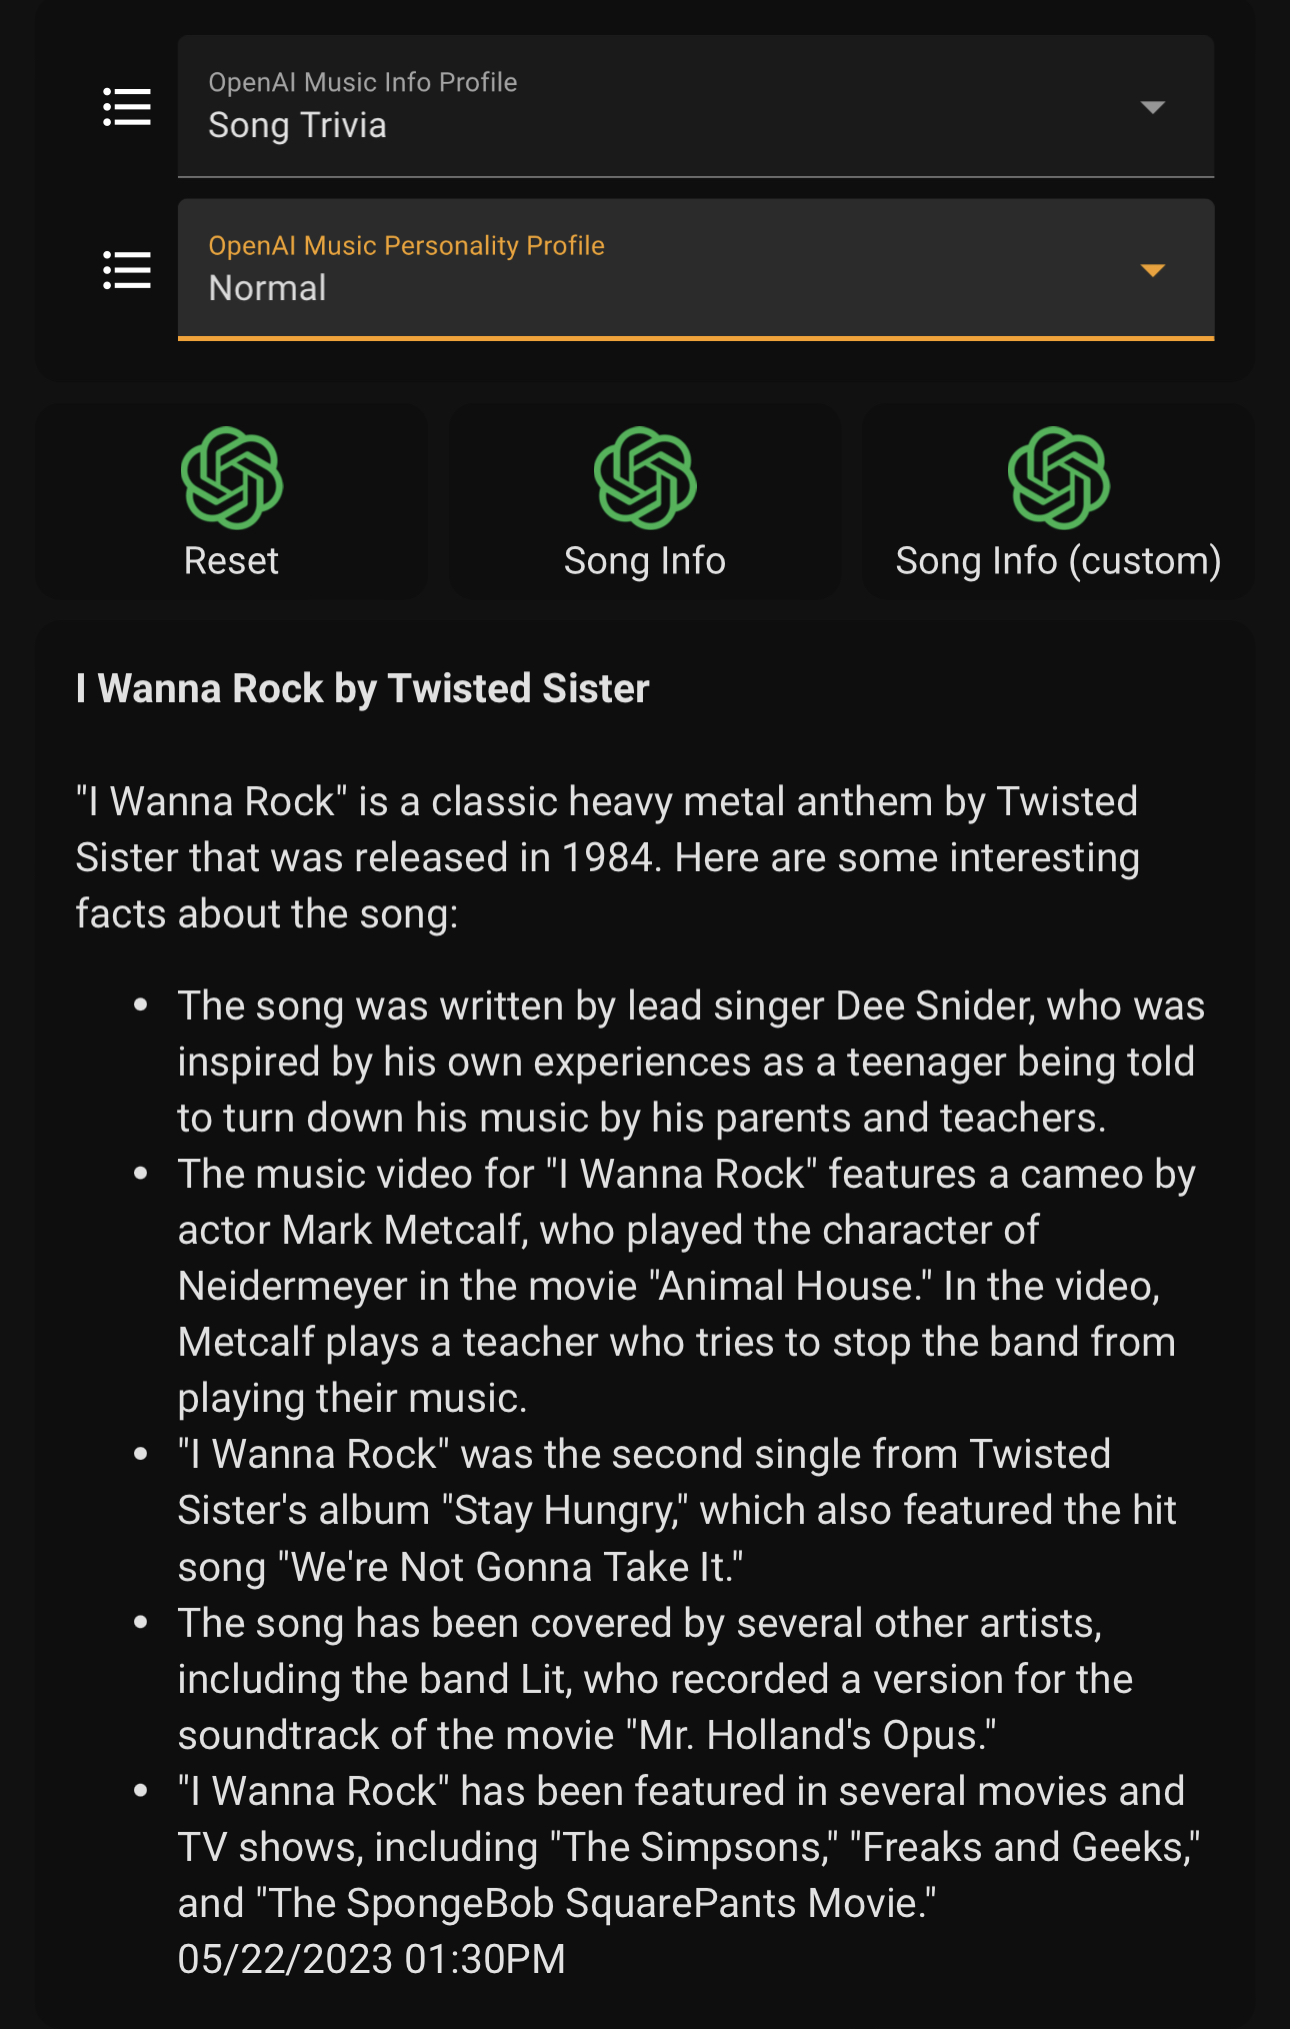 OpenAI Music Info Profile
Song Trivia
OpenAI Music Personality Profile
Normal
Reset
Song Info
Song Info (custom)
I Wanna Rock by Twisted Sister
"I Wanna Rock" is a classic heavy metal anthem by Twisted
Sister that was released in 1984. Here are some interesting
facts about the song:
• The song was written by lead singer Dee Snider, who was
inspired by his own experiences as a teenager being told
to turn down his music by his parents and teachers.
• The music video for "I Wanna Rock" features a cameo by
actor Mark Metcalf, who played the character of
Neidermeyer in the movie "Animal House." In the video,
Metcalf plays a teacher who tries to stop the band from
playing their music.
• "I Wanna Rock" was the second single from Twisted
Sister's album "Stay Hungry," which also featured the hit
song "We're Not Gonna Take It."
• The song has been covered by several other artists,
including the band Lit, who recorded a version for the
soundtrack of the movie "Mr. Holland's Opus."
• "I Wanna Rock" has been featured in several movies and
TV shows, including "The Simpsons," "Freaks and Geeks,"
and "The SpongeBob SquarePants Movie."
05/22/2023 01:30PM